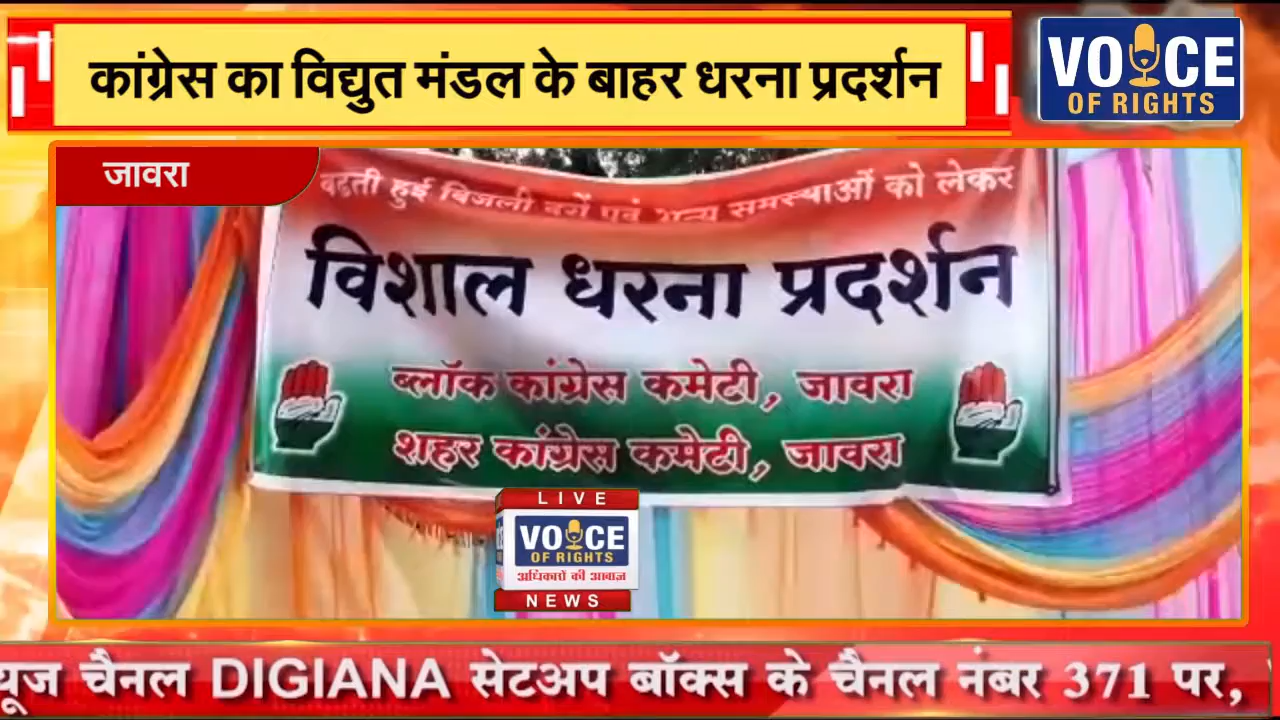 कांग्रेस का विद्युत मंडल के बाहर धरना प्रदर्शन
VOICE
OF RIGHTS
जावरा
बढ़ती हुई बिजली दरों एवं अन्य समस्याओं को लेकर
विशाल धरना प्रदर्शन
ब्लॉक कांग्रेस कमेटी, जावरा
शहर कांग्रेस कमेटी, जावरा
LIVE
VOICE
OF RIGHTS
अधिकारों की आवाज
NEWS
यूज चैनल DIGIANA सेटअप बॉक्स के चैनल नंबर 371 पर,